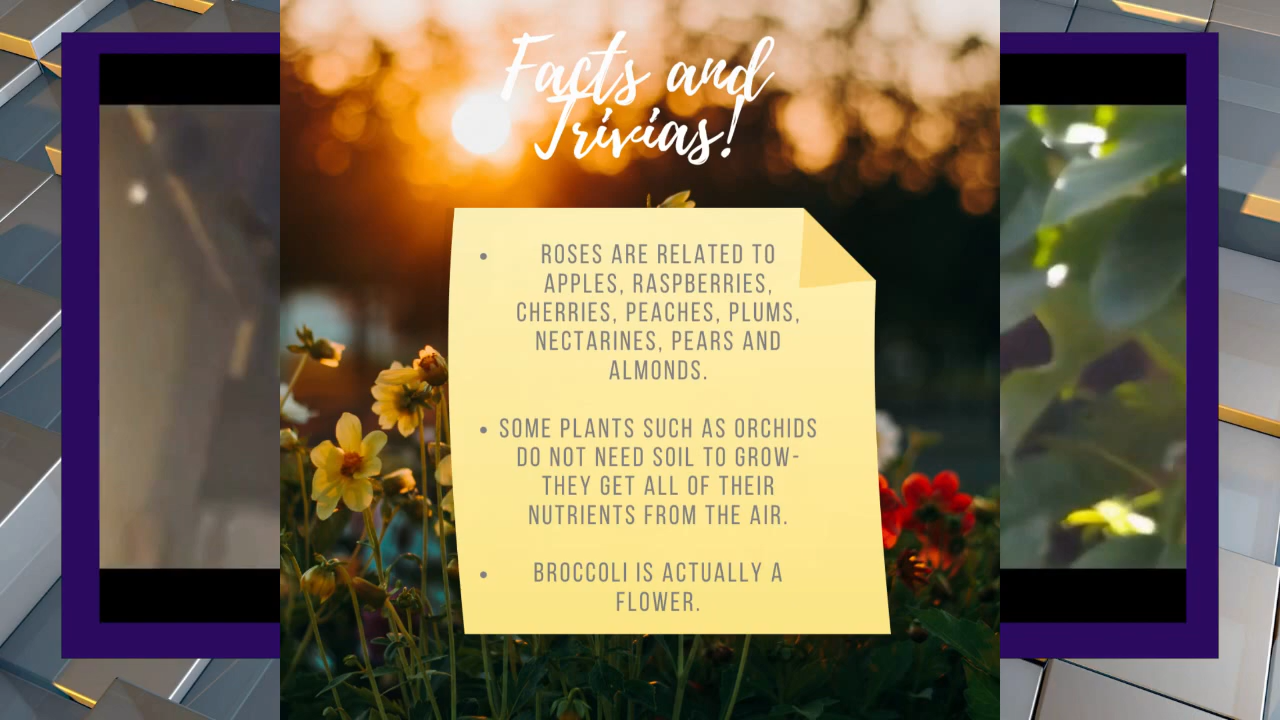 Facts and
Trivias!
• ROSES ARE RELATED TO
APPLES, RASPBERRIES,
CHERRIES, PEACHES, PLUMS,
NECTARINES, PEARS AND
ALMONDS.
• SOME PLANTS SUCH AS ORCHIDS
DO NOT NEED SOIL TO GROW-
THEY GET ALL OF THEIR
NUTRIENTS FROM THE AIR.
• BROCCOLI IS ACTUALLY A
FLOWER.